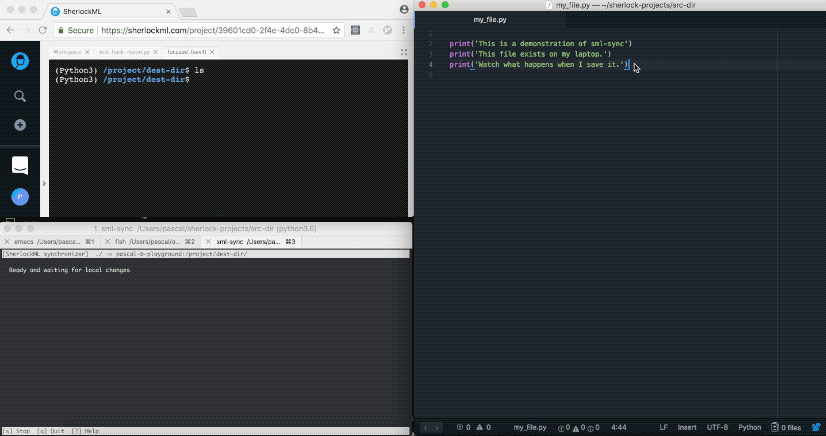 SherlockML
Secure https://sherlockml.com/project/39601cd0-2f4e-4dc0-8b4...
Workspace
test_hack_report.py
(Python3) /project/dest-dir$ ls
(Python3) /project/dest-dir$
1. sml-sync /Users/pascal/sherlock-projects/src-dir (python3.6)
emacs /Users/pasca... ⌘1
fish /Users/pascal/o... ⌘2
sml-sync /Users/pa... ⌘3
[SherlockML synchronizer] ./ -> pascal-6-playground:/project/dest-dir/
Ready and waiting for local changes
[s] Stop [q] Quit [?] Help
my_file.py — ~/sherlock-projects/src-dir
my_file.py
1
2 print('This is a demonstration of sml-sync')
3 print('This file exists on my laptop.')
4 print('Watch what happens when I save it.')
5
0 0 my_file.py 0 0 0 4:44 LF Insert UTF-8 Python 0 files